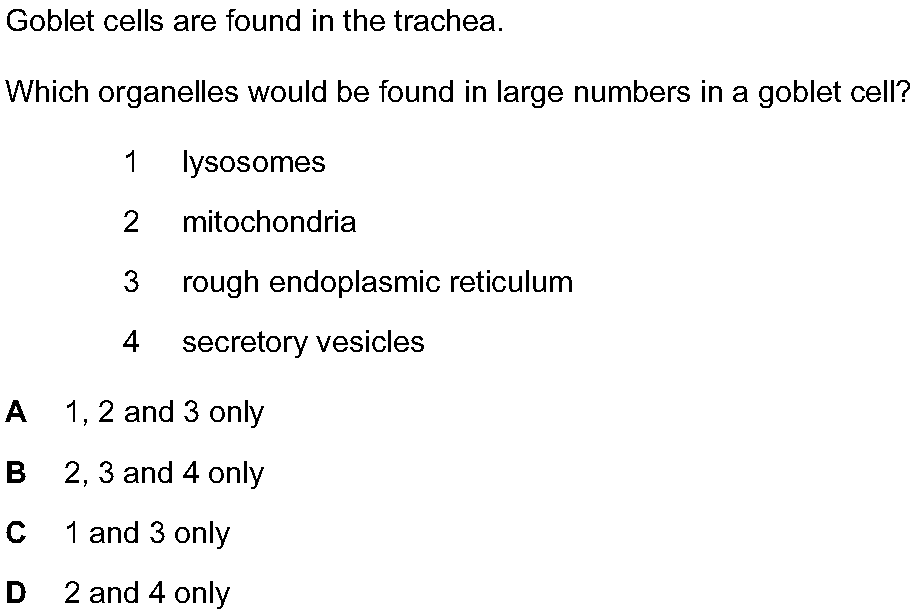 Goblet cells are found in the trachea.
Which organelles would be found in large numbers in a goblet cell?
1 lysosomes
2 mitochondria
3 rough endoplasmic reticulum
4 secretory vesicles
A 1, 2 and 3 only
B 2, 3 and 4 only
C 1 and 3 only
D 2 and 4 only